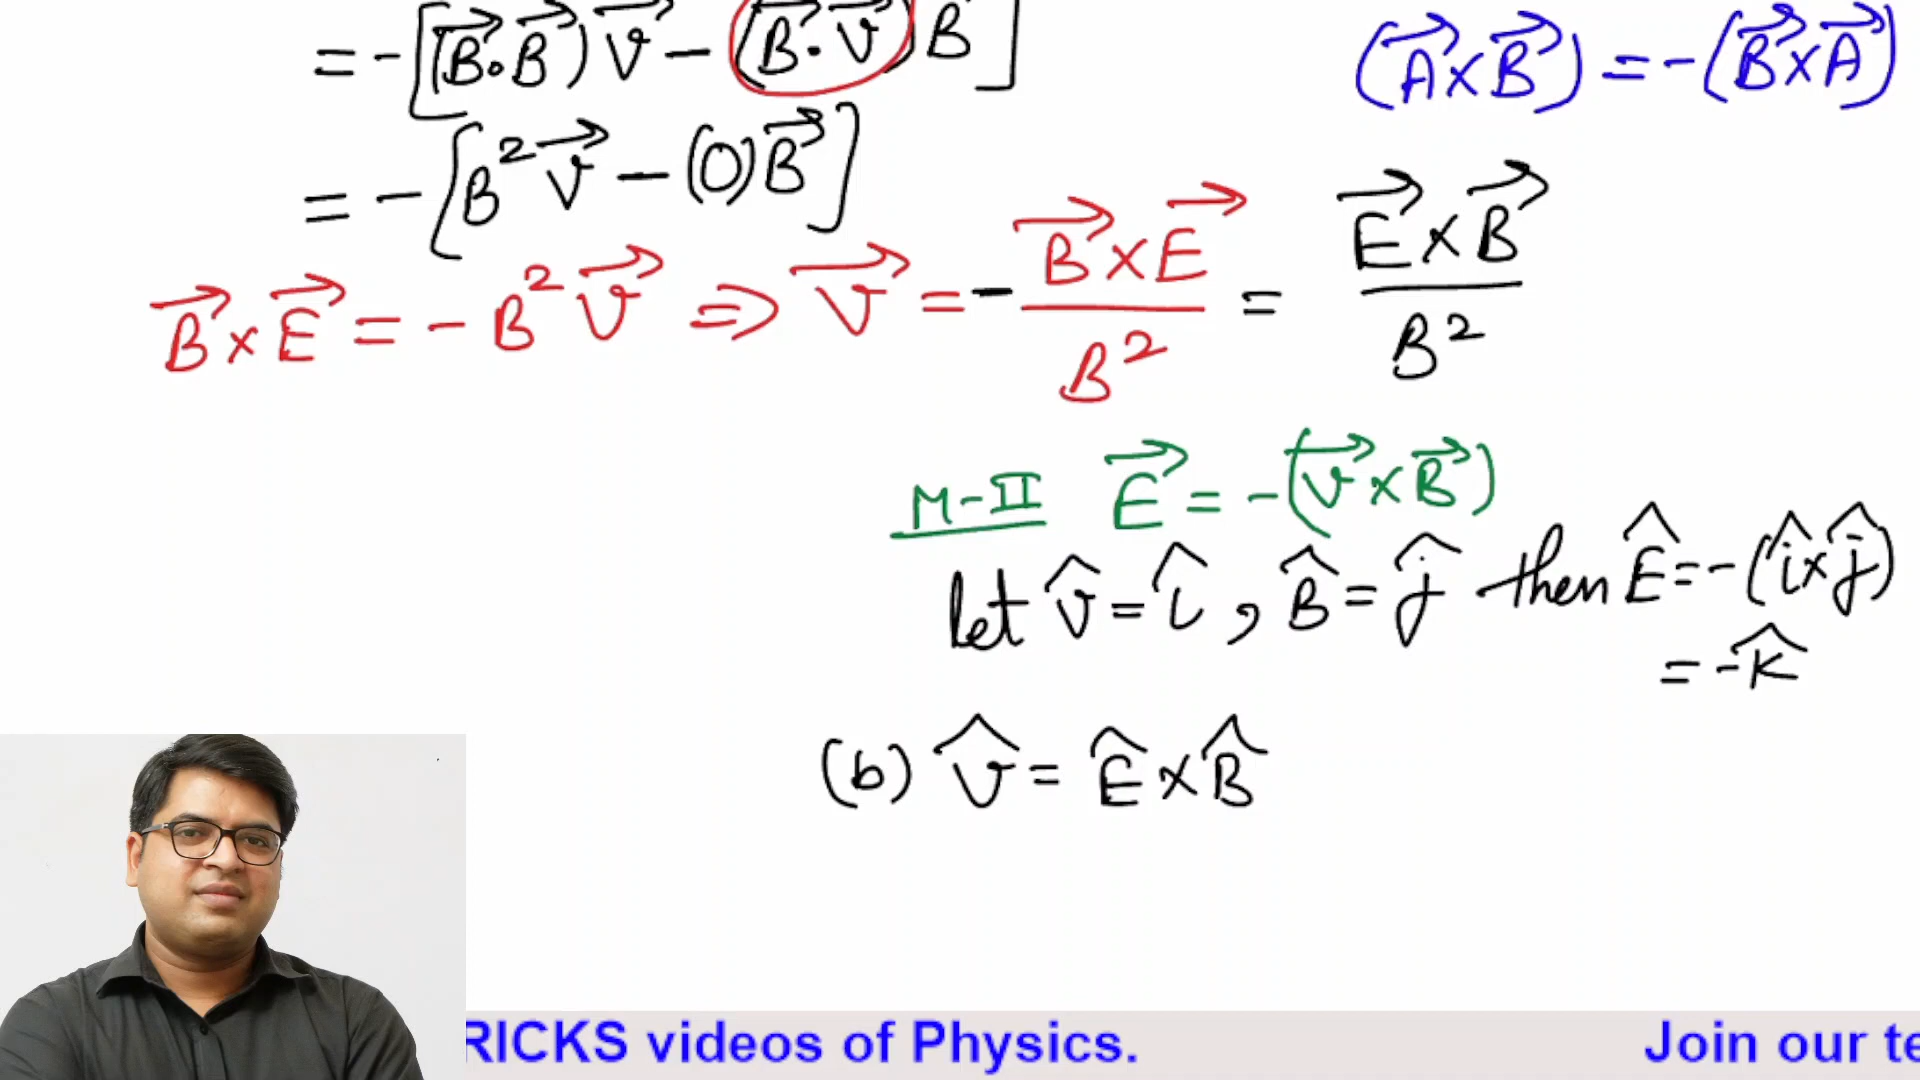 = -[(B⃗.B⃗)v⃗ - (B⃗.v⃗)B⃗]
(A⃗×B⃗) = -(B⃗×A⃗)
= -[B²v⃗ - (0)B⃗]
B⃗×E⃗ = -B²v⃗ ⇒ v⃗ = - B⃗×E⃗ / B² = E⃗×B⃗ / B²
M-II E⃗ = -(v⃗×B⃗)
let v̂ = î , B̂ = ĵ then Ê = -(î×ĵ)
= -k̂
(b) v̂ = Ê×B̂
RICKS videos of Physics. Join our te